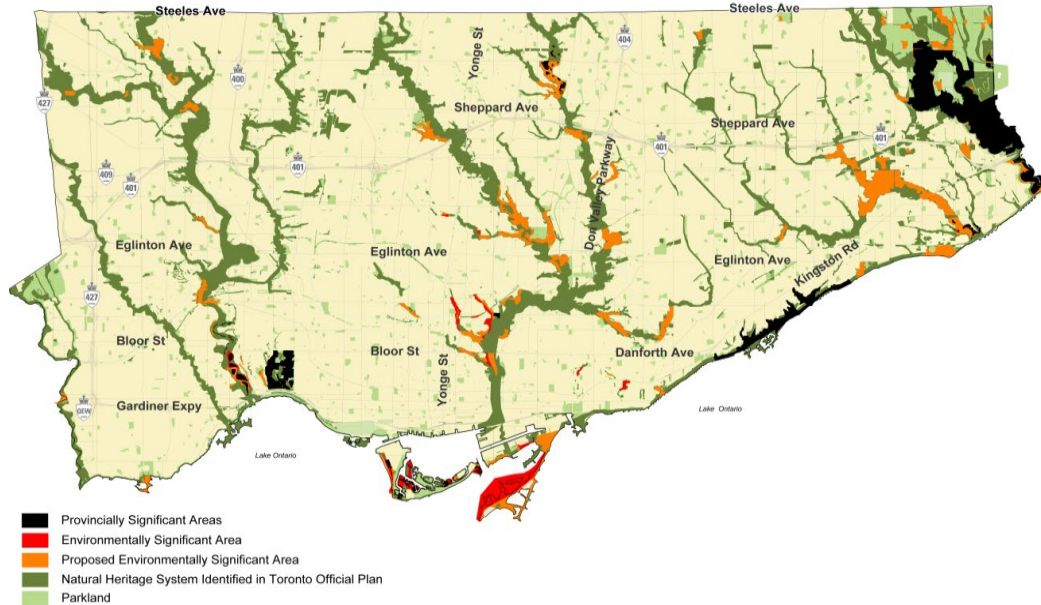 Steeles Ave
Steeles Ave
Yonge St
404
400
427
Sheppard Ave
Sheppard Ave
401
401
409
401
401
Don Valley Parkway
Eglinton Ave
Eglinton Ave
Eglinton Ave
Kingston Rd
427
Bloor St
Bloor St
Yonge St
Danforth Ave
Gardiner Expy
QEW
Lake Ontario
Lake Ontario
Provincially Significant Areas
Environmentally Significant Area
Proposed Environmentally Significant Area
Natural Heritage System Identified in Toronto Official Plan
Parkland